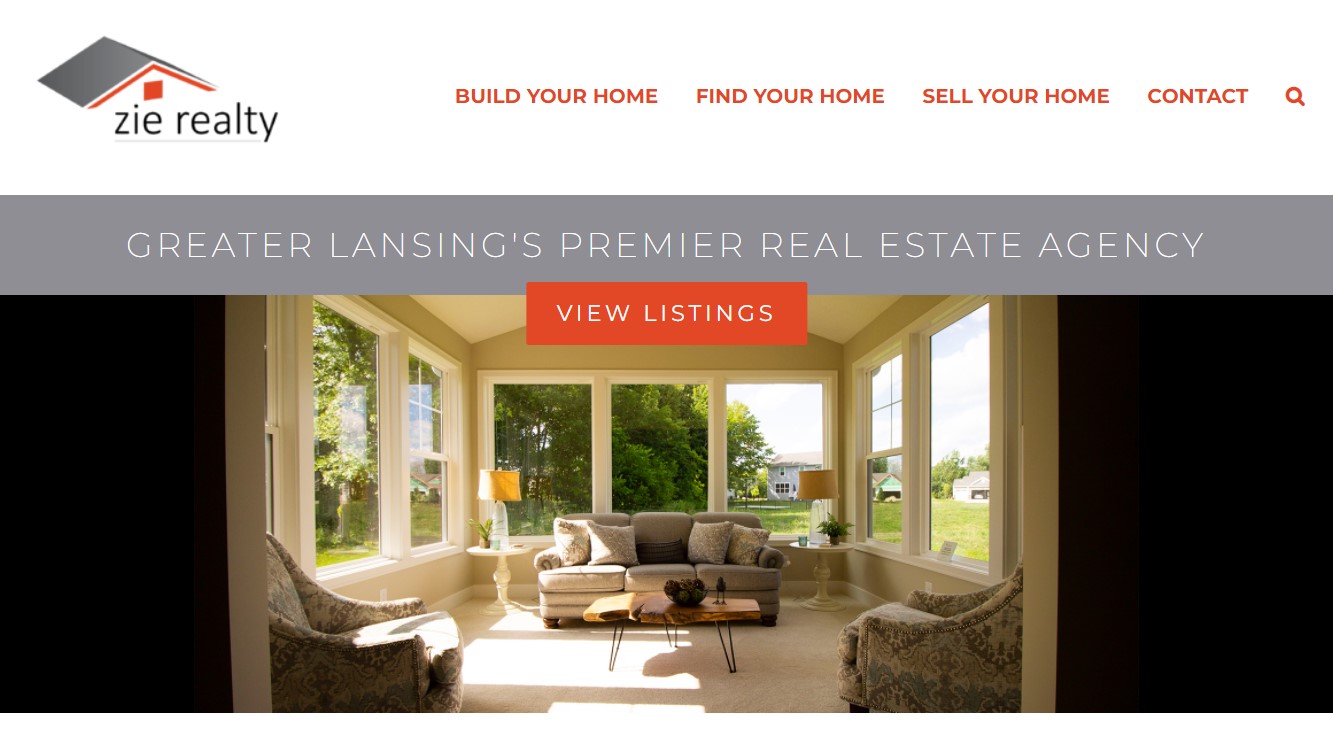 zie realty
BUILD YOUR HOME FIND YOUR HOME SELL YOUR HOME CONTACT
GREATER LANSING'S PREMIER REAL ESTATE AGENCY
VIEW LISTINGS